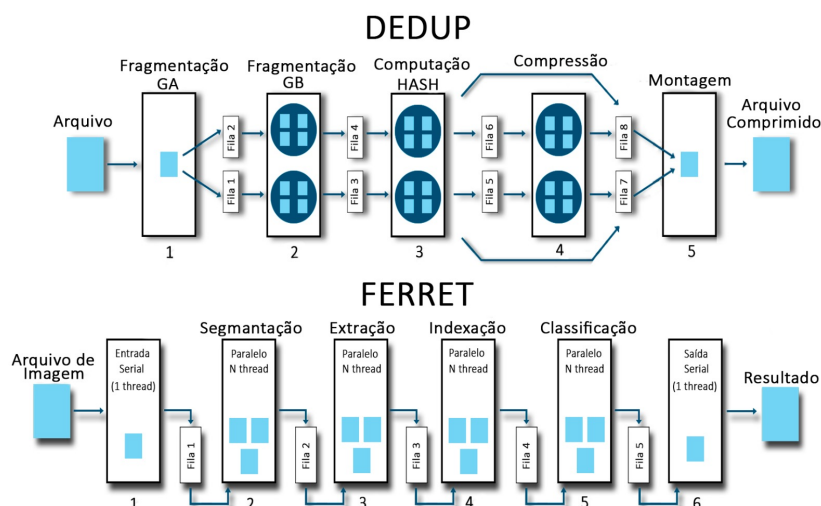 DEDUP
Fragmentação
GA
Fragmentação
GB
Computação
HASH
Compressão
Montagem
Arquivo
Arquivo
Comprimido
Fila 2
Fila 4
Fila 6
Fila 8
Fila 1
Fila 3
Fila 5
Fila 7
1
2
3
4
5
FERRET
Segmantação
Extração
Indexação
Classificação
Arquivo de
Imagem
Entrada
Serial
(1 thread)
Paralelo
N thread
Paralelo
N thread
Paralelo
N thread
Paralelo
N thread
Saída
Serial
(1 thread)
Resultado
Fila 1
Fila 2
Fila 3
Fila 4
Fila 5
1
2
3
4
5
6